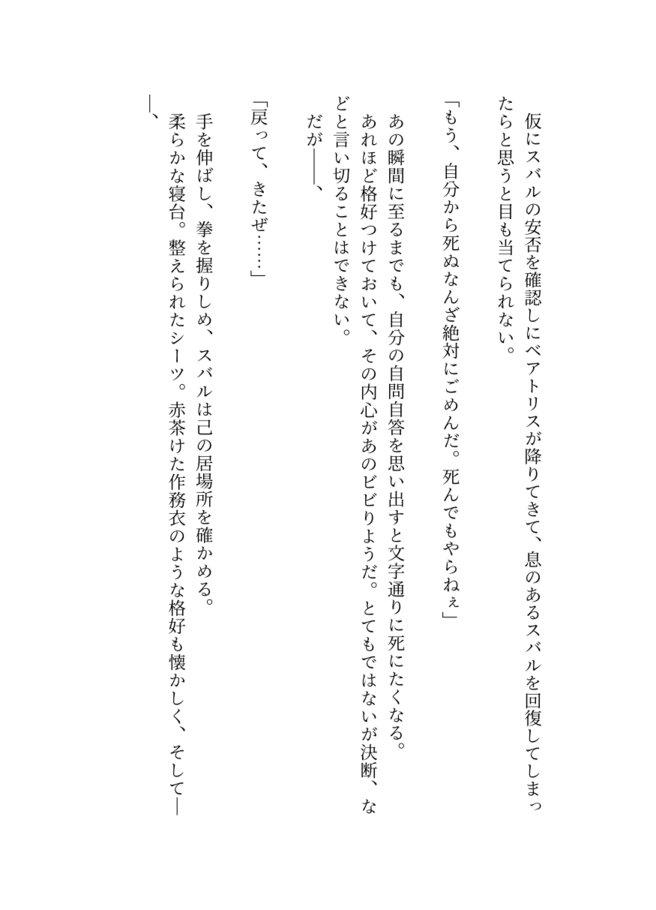 仮にスバルの安否を確認しにベアトリスが降りてきて、息のあるスバルを回復してしまっ
たらと思うと目も当てられない。
「もう、自分から死ぬなんざ絶対にごめんだ。死んでもやらねぇ」
あの瞬間に至るまでも、自分の自問自答を思い出すと文字通りに死にたくなる。
あれほど格好つけておいて、その内心があのビビりようだ。とてもではないが決断、な
どと言い切ることはできない。
だが――、
「戻って、きたぜ……」
手を伸ばし、拳を握りしめ、スバルは己の居場所を確かめる。
柔らかな寝台。整えられたシーツ。赤茶けた作務衣のような格好も懐かしく、そして―
―、